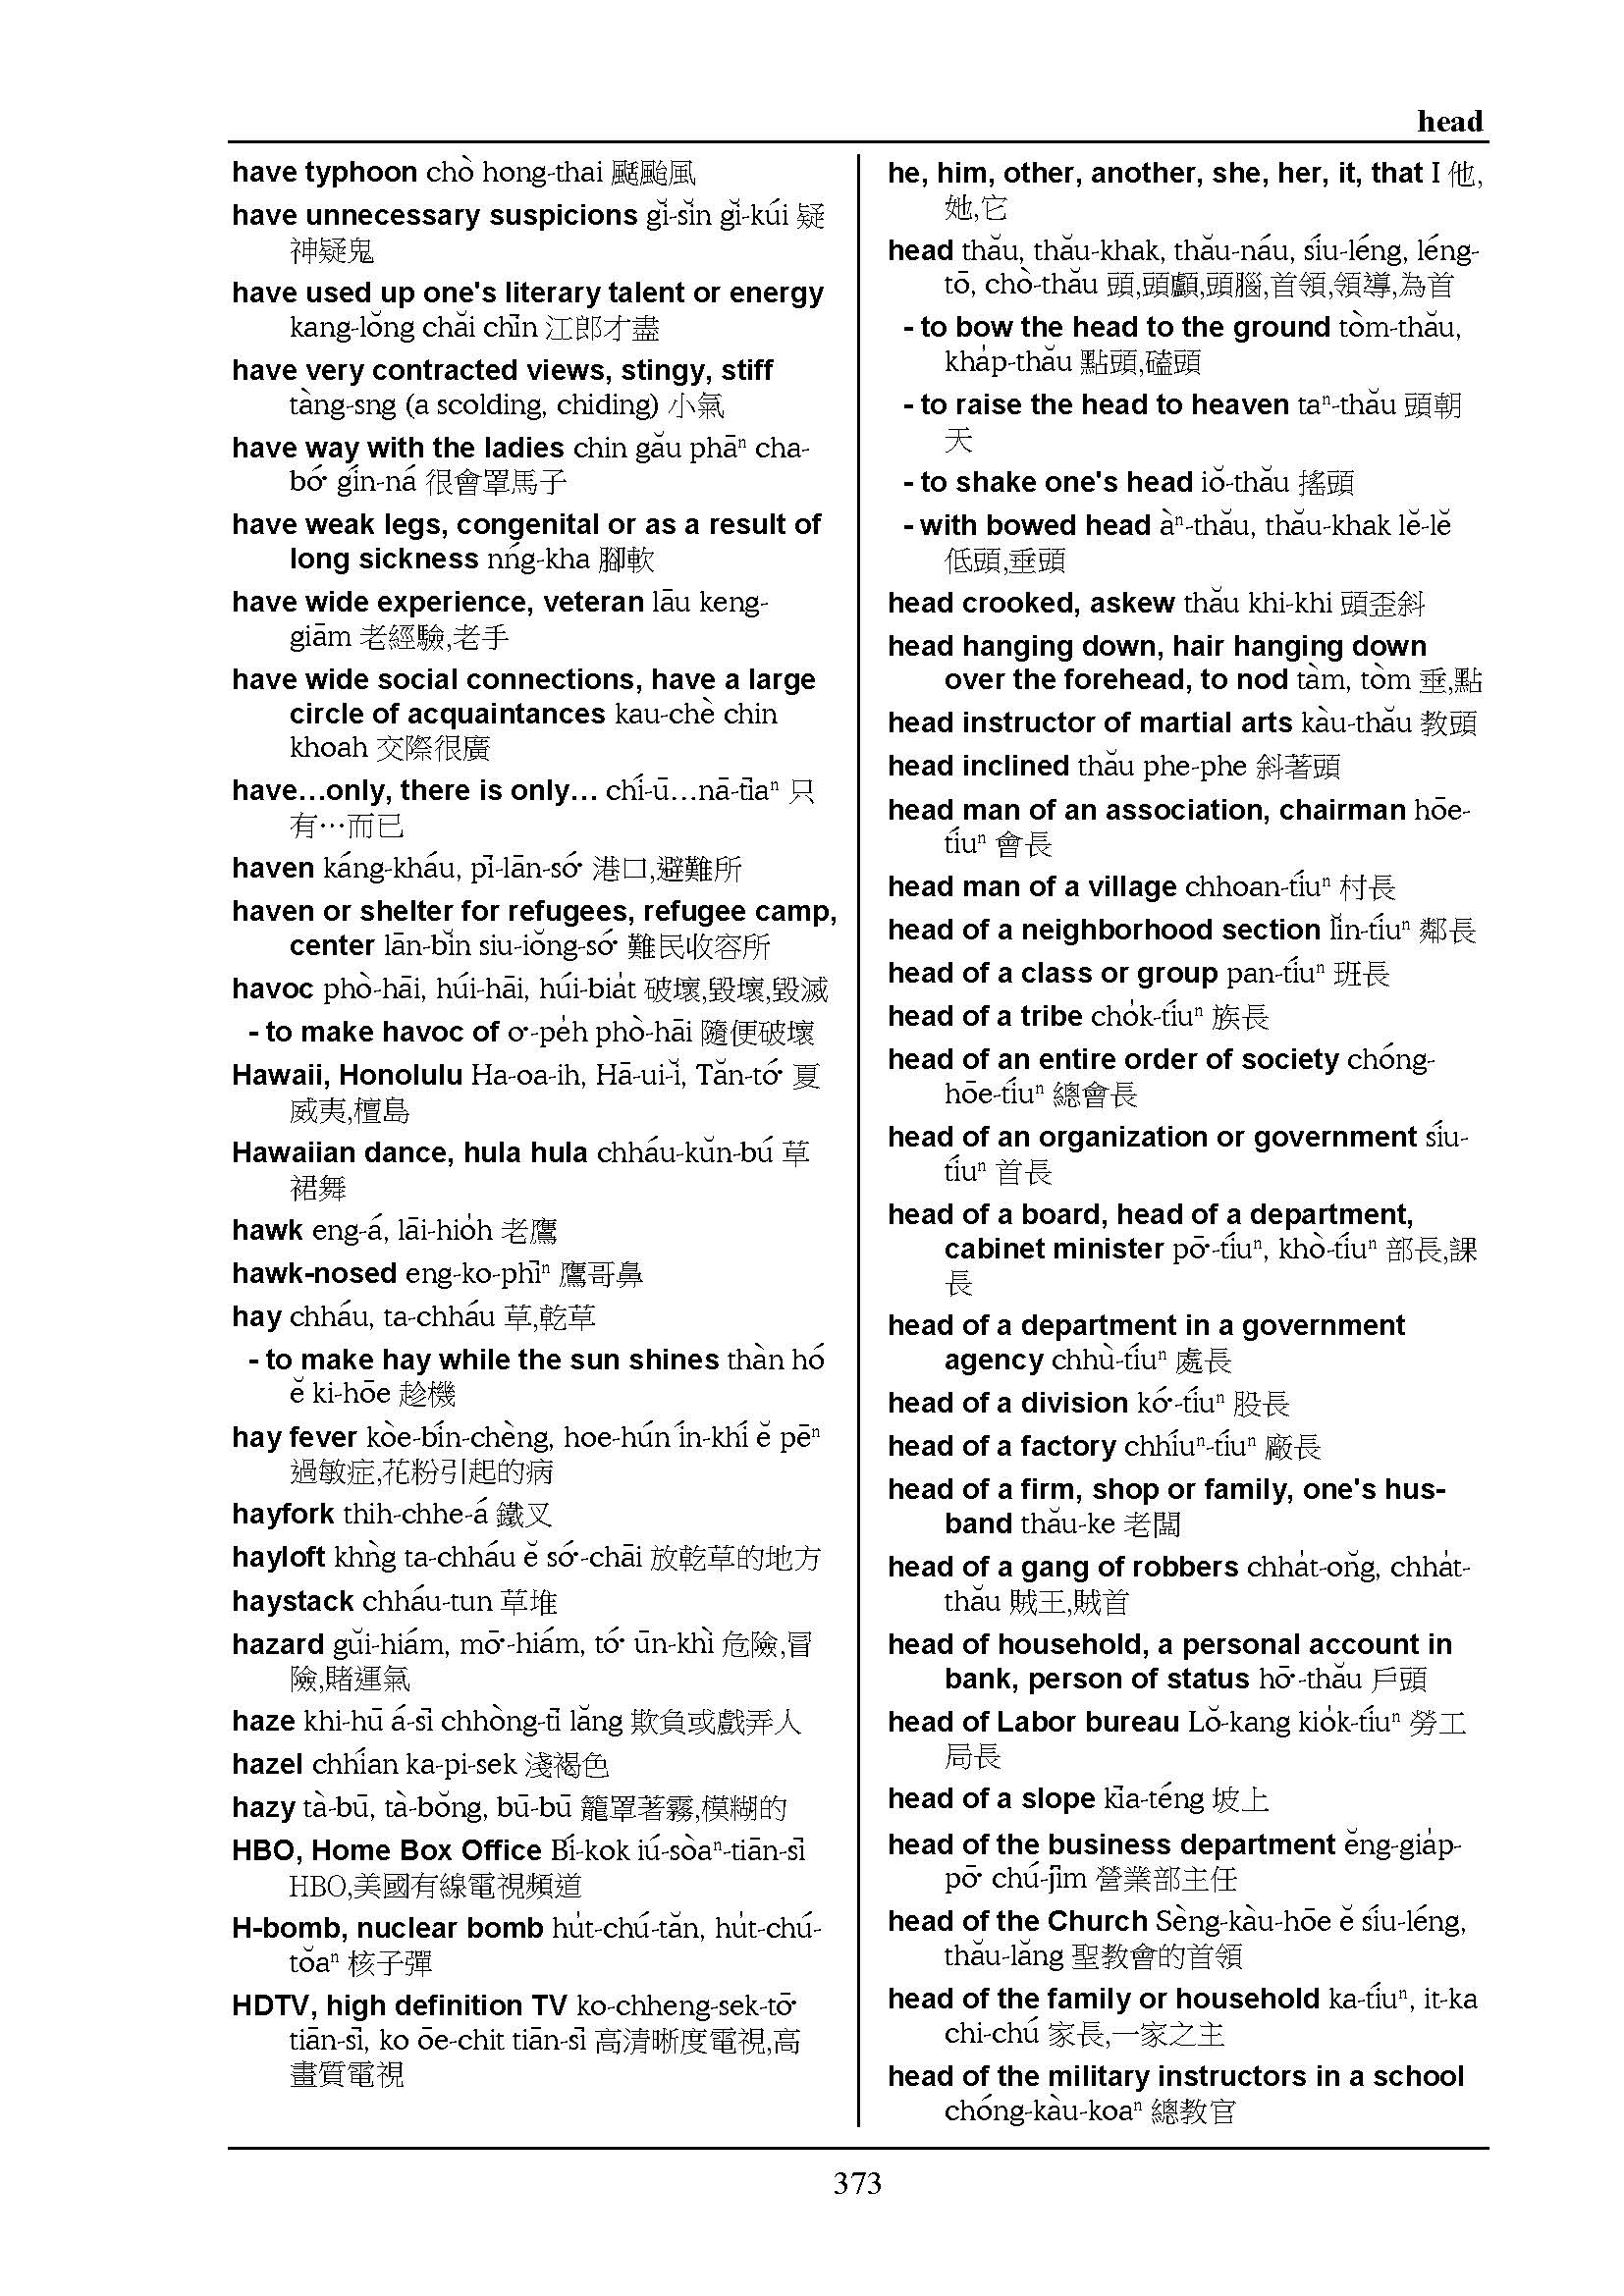 head
have typhoon chò hong-thai 颳颱風
have unnecessary suspicions gĭ-sĭn gĭ-kúi 疑
神疑鬼
have used up one's literary talent or energy
kang-lŏng chăi chīn 江郎才盡
have very contracted views, stingy, stiff
tàng-sng (a scolding, chiding) 小氣
have way with the ladies chin gău phāⁿ cha-
bó͘ gín-ná 很會罩馬子
have weak legs, congenital or as a result of
long sickness nńg-kha 腳軟
have wide experience, veteran lāu keng-
giām 老經驗,老手
have wide social connections, have a large
circle of acquaintances kau-chè chin
khoah 交際很廣
have…only, there is only… chí-ū…nā-tīaⁿ 只
有…而已
haven káng-kháu, pī-lān-só͘ 港口,避難所
haven or shelter for refugees, refugee camp,
center lān-bĭn siu-iŏng-só͘ 難民收容所
havoc phò-hāi, húi-hāi, húi-bia̍t 破壞,毀壞,毀滅
- to make havoc of o͘-pe̍h phò-hāi 隨便破壞
Hawaii, Honolulu Ha-oa-ih, Hā-ui-ĭ, Tăn-tó͘ 夏
威夷,檀島
Hawaiian dance, hula hula chháu-kŭn-bú 草
裙舞
hawk eng-á, lāi-hio̍h 老鷹
hawk-nosed eng-ko-phīⁿ 鷹哥鼻
hay chháu, ta-chháu 草,乾草
- to make hay while the sun shines thàn hó
ĕ ki-hōe 趁機
hay fever kòe-bín-chèng, hoe-hún ín-khí ĕ pēⁿ
過敏症,花粉引起的病
hayfork thih-chhe-á 鐵叉
hayloft khǹg ta-chháu ĕ só͘-chāi 放乾草的地方
haystack chháu-tun 草堆
hazard gŭi-hiám, mō͘-hiám, tó͘ ūn-khì 危險,冒
險,賭運氣
haze khi-hū á-sī chhòng-tī lăng 欺負或戲弄人
hazel chhían ka-pi-sek 淺褐色
hazy tà-bū, tà-bŏng, bū-bū 籠罩著霧,模糊的
HBO, Home Box Office Bí-kok iú-sòaⁿ-tiān-sī
HBO,美國有線電視頻道
H-bomb, nuclear bomb hu̍t-chú-tăn, hu̍t-chú-
tŏaⁿ 核子彈
HDTV, high definition TV ko-chheng-sek-tō͘
tiān-sī, ko ōe-chit tiān-sī 高清晰度電視,高
畫質電視
he, him, other, another, she, her, it, that I 他,
她,它
head thău, thău-khak, thău-náu, síu-léng, léng-
tō, chò-thău 頭,頭顱,頭腦,首領,領導,為首
- to bow the head to the ground tòm-thău,
kha̍p-thău 點頭,磕頭
- to raise the head to heaven taⁿ-thău 頭朝
天
- to shake one's head iŏ-thău 搖頭
- with bowed head àⁿ-thău, thău-khak lĕ-lĕ
低頭,垂頭
head crooked, askew thău khi-khi 頭歪斜
head hanging down, hair hanging down
over the forehead, to nod tàm, tòm 垂,點
head instructor of martial arts kàu-thău 教頭
head inclined thău phe-phe 斜著頭
head man of an association, chairman hōe-
tíuⁿ 會長
head man of a village chhoan-tíuⁿ 村長
head of a neighborhood section lĭn-tíuⁿ 鄰長
head of a class or group pan-tíuⁿ 班長
head of a tribe cho̍k-tíuⁿ 族長
head of an entire order of society chóng-
hōe-tíuⁿ 總會長
head of an organization or government síu-
tíuⁿ 首長
head of a board, head of a department,
cabinet minister pō͘-tíuⁿ, khò-tíuⁿ 部長,課
長
head of a department in a government
agency chhù-tíuⁿ 處長
head of a division kó͘-tíuⁿ 股長
head of a factory chhíuⁿ-tíuⁿ 廠長
head of a firm, shop or family, one's hus-
band thău-ke 老闆
head of a gang of robbers chha̍t-ŏng, chha̍t-
thău 賊王,賊首
head of household, a personal account in
bank, person of status hō͘-thău 戶頭
head of Labor bureau Lŏ-kang kio̍k-tíuⁿ 勞工
局長
head of a slope kīa-téng 坡上
head of the business department ĕng-gia̍p-
pō͘ chú-jīm 營業部主任
head of the Church Sèng-kàu-hōe ĕ síu-léng,
thău-lăng 聖教會的首領
head of the family or household ka-tíuⁿ, it-ka
chi-chú 家長,一家之主
head of the military instructors in a school
chóng-kàu-koaⁿ 總教官
373